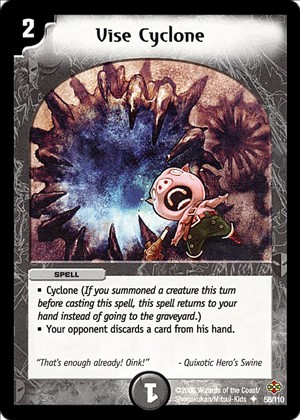 2 Vise Cyclone
SPELL
▪ Cyclone (If you summoned a creature this turn
before casting this spell, this spell returns to your
hand instead of going to the graveyard.)
▪ Your opponent discards a card from his hand.
"That's enough already! Oink!" - Quixotic Hero's Swine
1
©2006 Wizards of the Coast/
Shogakukan/Mitsui-Kids ✦ 58/110